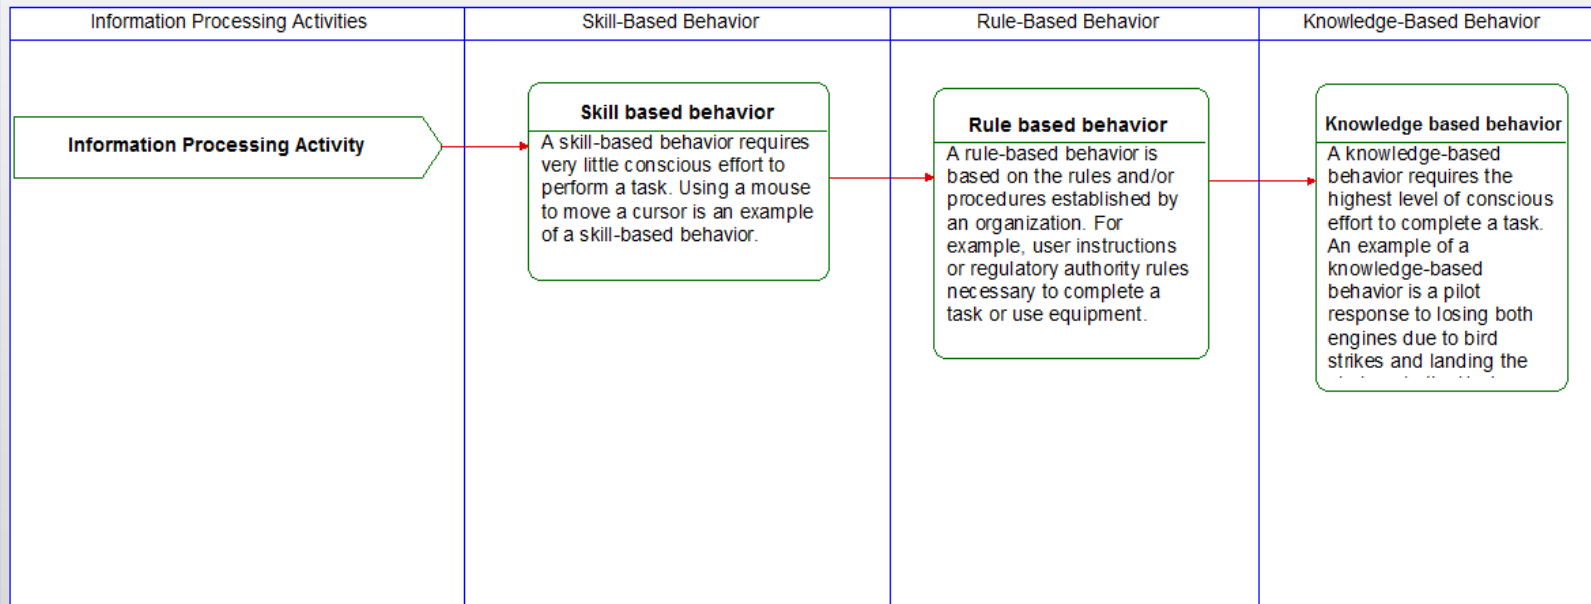 Information Processing Activities
Skill-Based Behavior
Rule-Based Behavior
Knowledge-Based Behavior
Information Processing Activity
Skill based behavior
A skill-based behavior requires
very little conscious effort to
perform a task. Using a mouse
to move a cursor is an example
of a skill-based behavior.
Rule based behavior
A rule-based behavior is
based on the rules and/or
procedures established by
an organization. For
example, user instructions
or regulatory authority rules
necessary to complete a
task or use equipment.
Knowledge based behavior
A knowledge-based
behavior requires the
highest level of conscious
effort to complete a task.
An example of a
knowledge-based
behavior is a pilot
response to losing both
engines due to bird
strikes and landing the